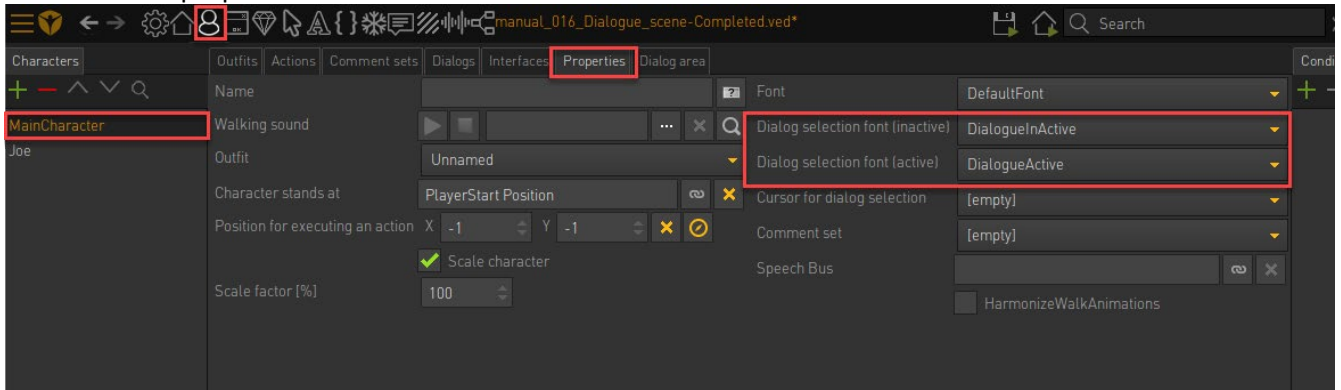 manual_016_Dialogue_scene-Completed.ved*
Search
Characters
Outfits Actions Comment sets Dialogs Interfaces Properties Dialog area
Condi
MainCharacter
Joe
Name
Walking sound
Outfit Unnamed
Character stands at PlayerStart Position
Position for executing an action X -1 Y -1
Scale character
Scale factor [%] 100
Font DefaultFont
Dialog selection font (inactive) DialogueInActive
Dialog selection font (active) DialogueActive
Cursor for dialog selection [empty]
Comment set [empty]
Speech Bus
HarmonizeWalkAnimations